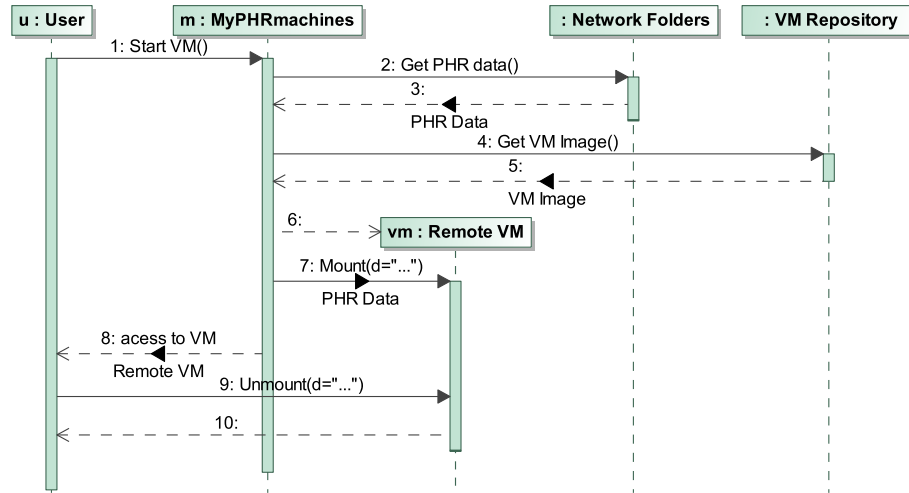 u : User
m : MyPHRmachines
: Network Folders
: VM Repository
1: Start VM()
2: Get PHR data()
3:
PHR Data
4: Get VM Image()
5:
VM Image
6:
vm : Remote VM
7: Mount(d="...")
PHR Data
8: acess to VM
Remote VM
9: Unmount(d="...")
10: